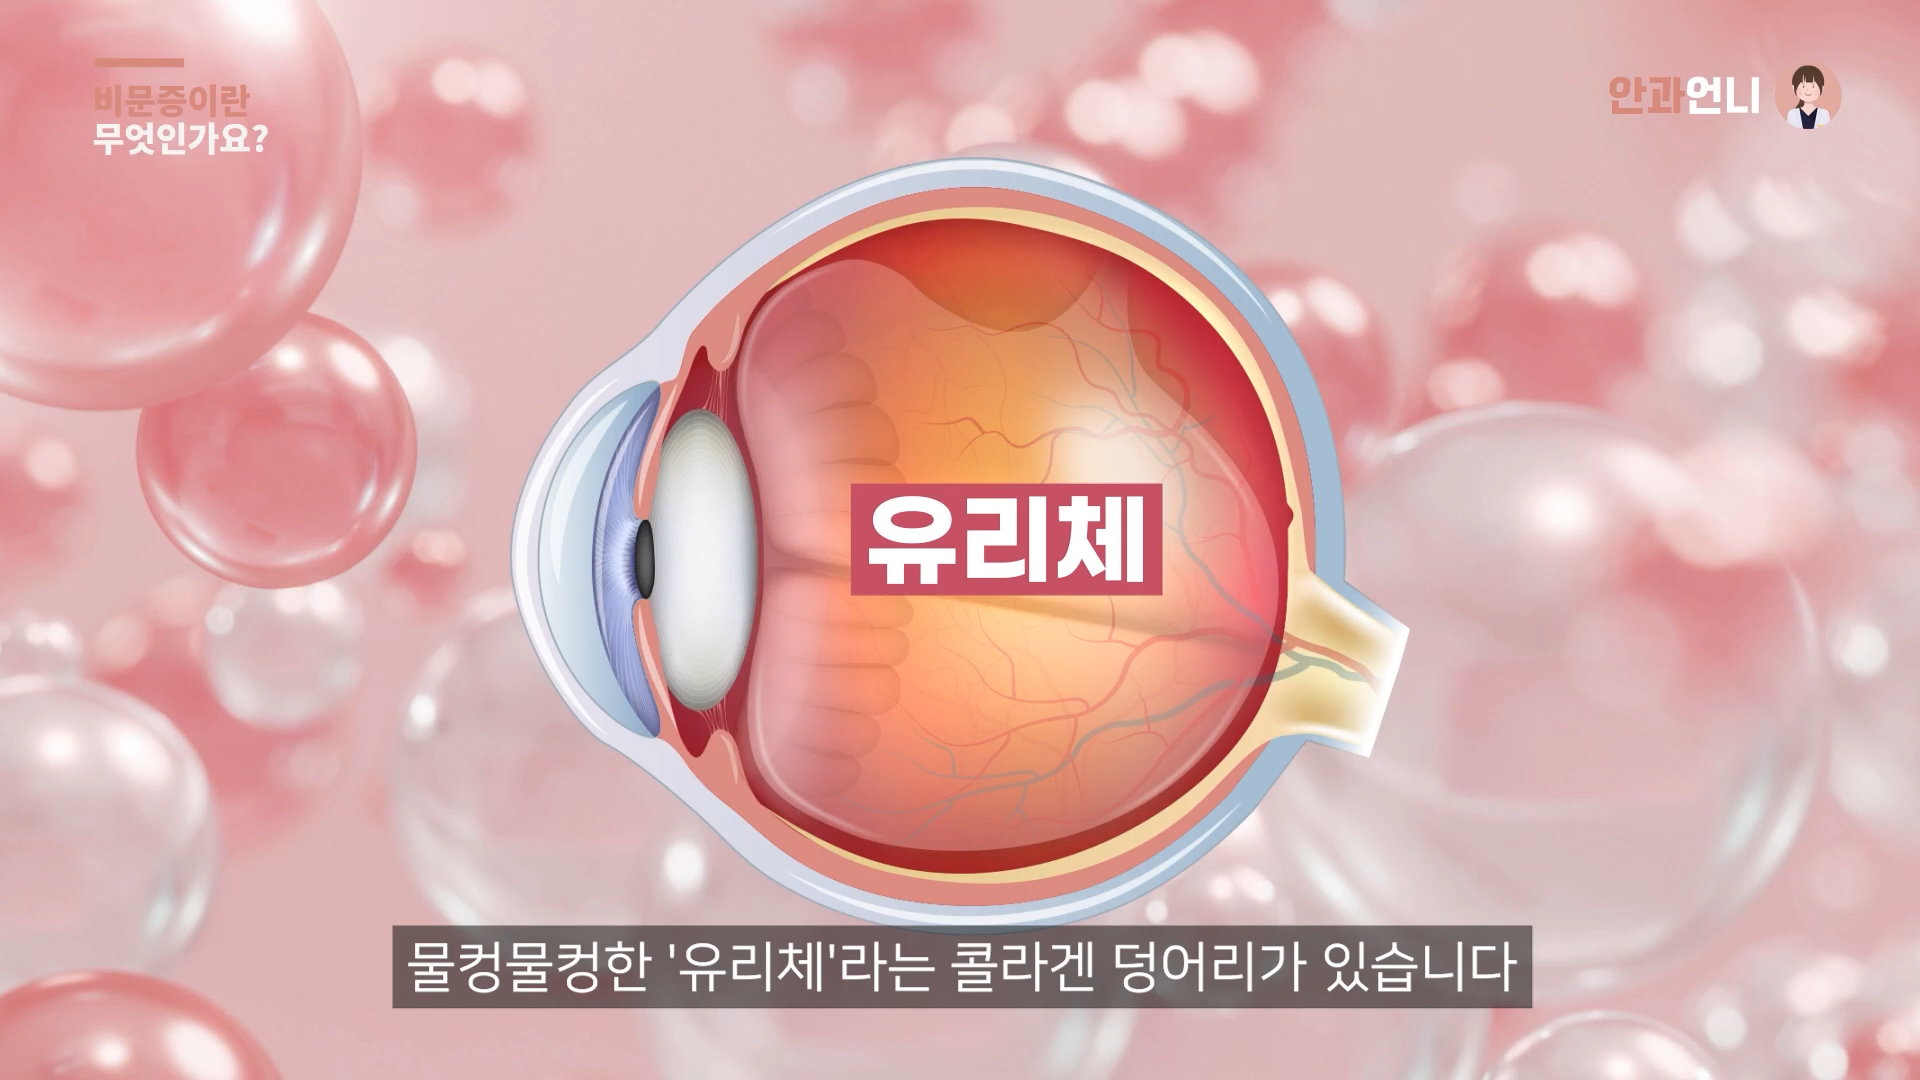 비문증이란
무엇인가요?
안과언니
유리체
물컹물컹한 '유리체'라는 콜라겐 덩어리가 있습니다